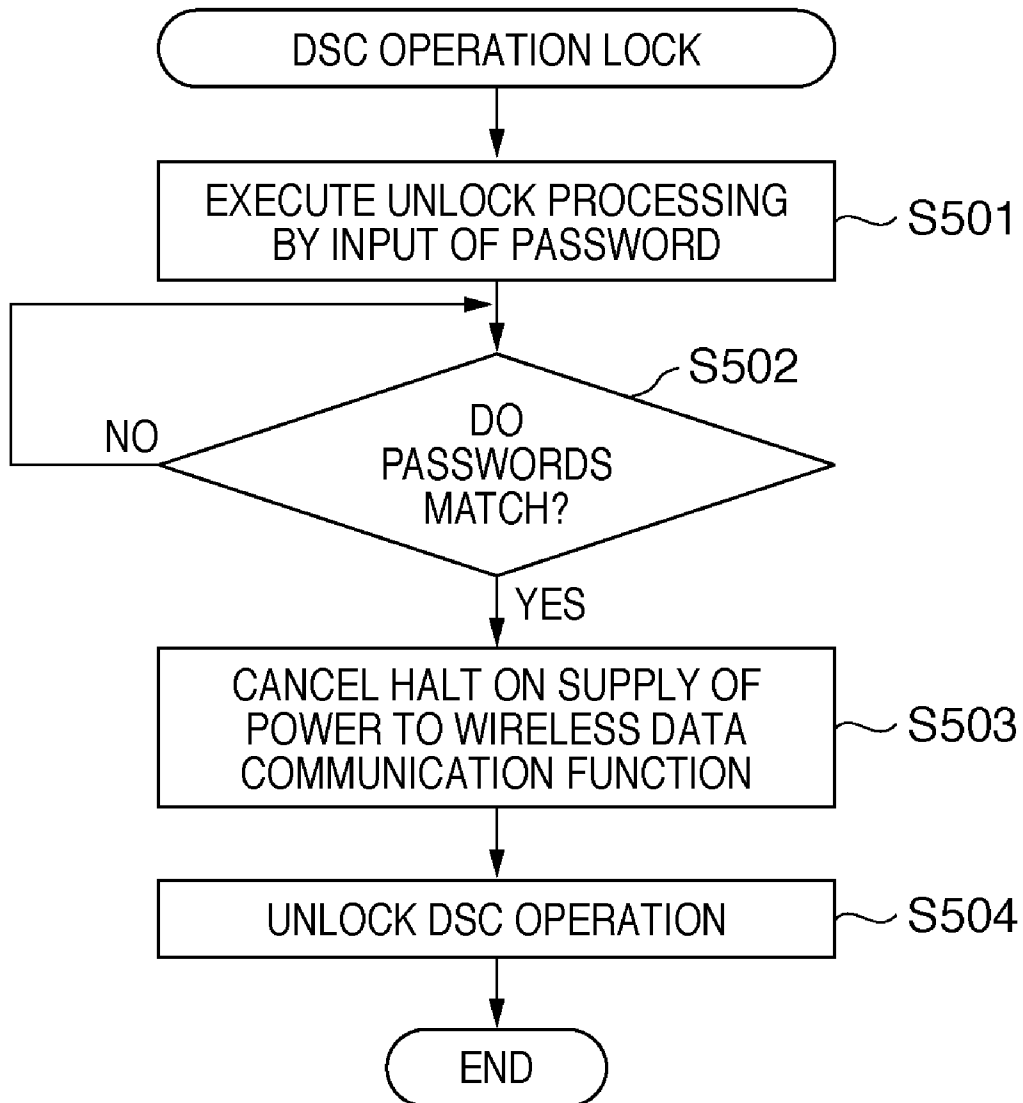 DSC OPERATION LOCK
EXECUTE UNLOCK PROCESSING
BY INPUT OF PASSWORD
S501
S502
DO
PASSWORDS
MATCH?
NO
YES
CANCEL HALT ON SUPPLY OF
POWER TO WIRELESS DATA
COMMUNICATION FUNCTION
S503
UNLOCK DSC OPERATION
S504
END